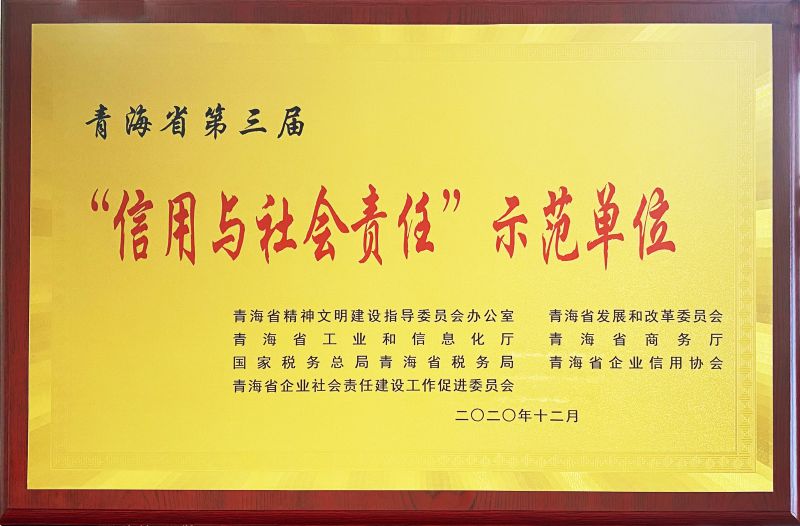 青海省第三届
“信用与社会责任”示范单位
青海省精神文明建设指导委员会办公室 青海省发展和改革委员会
青海省工业和信息化厅 青海省商务厅
国家税务总局青海省税务局 青海省企业信用协会
青海省企业社会责任建设工作促进委员会
二〇二〇年十二月